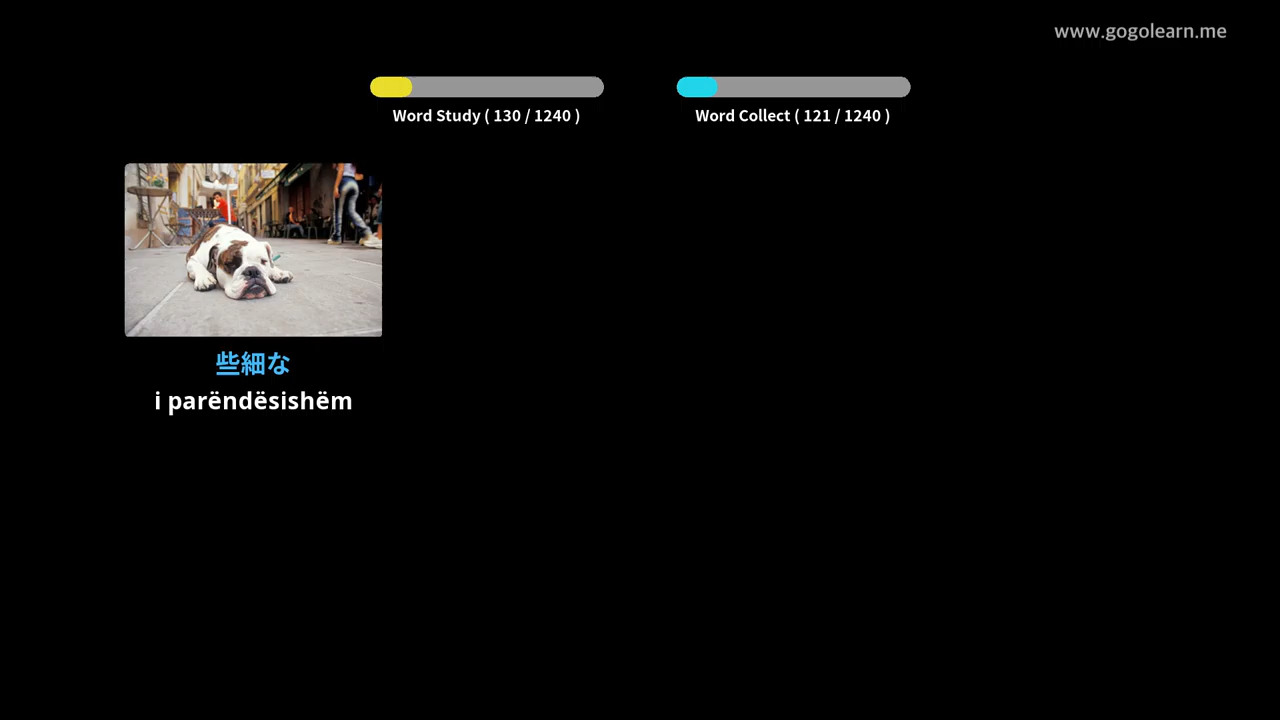 www.gogolearn.me
Word Study ( 130 / 1240 )
Word Collect ( 121 / 1240 )
些細な
i parëndësishëm